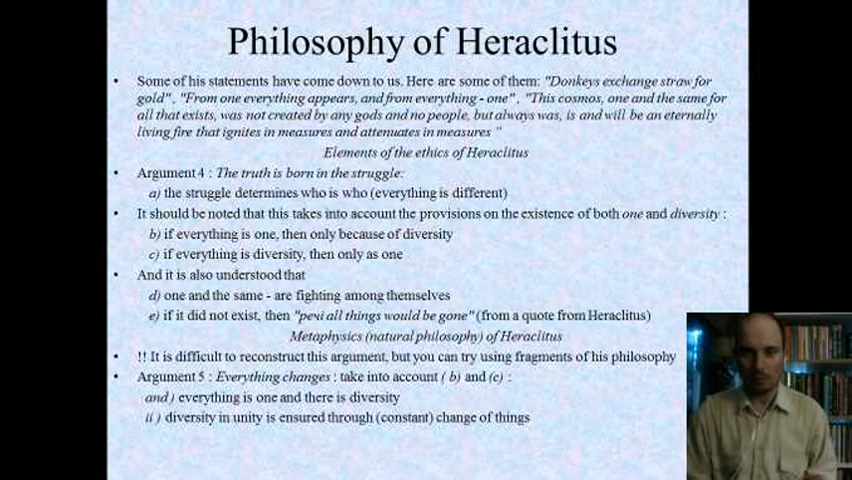 Philosophy of Heraclitus
• Some of his statements have come down to us. Here are some of them: "Donkeys exchange straw for
gold", "From one everything appears, and from everything - one", "This cosmos, one and the same for
all that exists, was not created by any gods and no people, but always was, is and will be an eternally
living fire that ignites in measures and attenuates in measures "
Elements of the ethics of Heraclitus
• Argument 4 : The truth is born in the struggle:
a) the struggle determines who is who (everything is different)
• It should be noted that this takes into account the provisions on the existence of both one and diversity :
b) if everything is one, then only because of diversity
c) if everything is diversity, then only as one
• And it is also understood that
d) one and the same - are fighting among themselves
e) if it did not exist, then "all things would be gone" (from a quote from Heraclitus)
Metaphysics (natural philosophy) of Heraclitus
• !! It is difficult to reconstruct this argument, but you can try using fragments of his philosophy
• Argument 5 : Everything changes : take into account ( b) and (c) :
and ) everything is one and there is diversity
ii ) diversity in unity is ensured through (constant) change of things